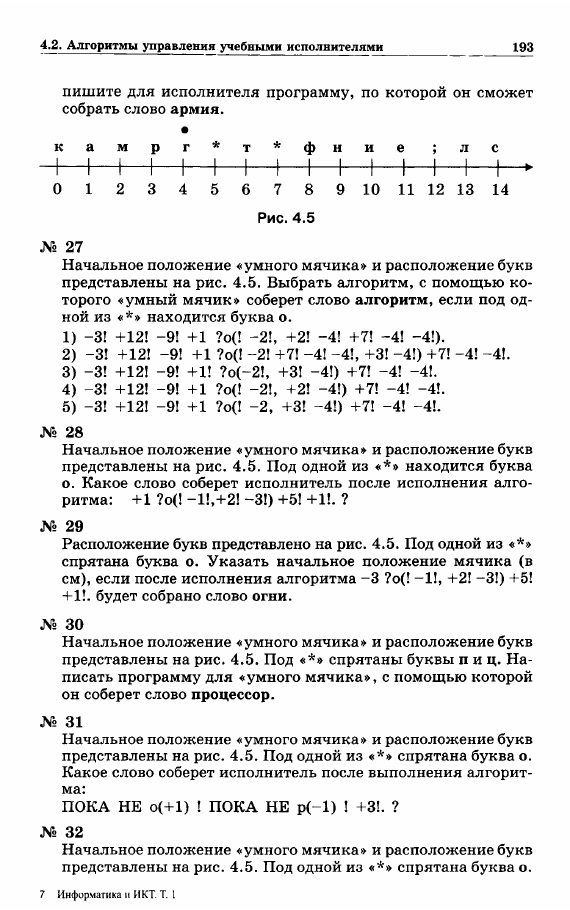 4.2. Алгоритмы управления учебными исполнителями 193
пишите для исполнителя программу, по которой он сможет
собрать слово армия.
к а м р г * т * ф н и е ; л с
0 1 2 3 4 5 6 7 8 9 10 11 12 13 14
Рис. 4.5
№ 27
Начальное положение «умного мячика» и расположение букв
представлены на рис. 4.5. Выбрать алгоритм, с помощью ко-
торого «умный мячик» соберет слово алгоритм, если под од-
ной из «*» находится буква о.
1) -3! +12! -9! +1 ?о(! -2!, +2! -4! +7! -4! -4!).
2) -3! +12! -9! +1 ?о(! -2! +7! -4! -4!, +3! -4!) +7! -4! -4!.
3) -3! +12! -9! +1! ?о(-2!, +3! -4!) +7! -4! -4!.
4) -3! +12! -9! +1 ?о(! -2!, +2! -4!) +7! -4! -4!.
5) -3! +12! -9! +1 ?о(! -2, +3! -4!) +7! -4! -4!.
№ 28
Начальное положение «умного мячика» и расположение букв
представлены на рис. 4.5. Под одной из «*» находится буква
о. Какое слово соберет исполнитель после исполнения алго-
ритма: +1 ?о(! -1!,+2! -3!) +5! +1!. ?
№ 29
Расположение букв представлено на рис. 4.5. Под одной из «*»
спрятана буква о. Указать начальное положение мячика (в
см), если после исполнения алгоритма -3 ?о(! -1!, +2! -3!) +5!
+1!. будет собрано слово огни.
№ 30
Начальное положение «умного мячика» и расположение букв
представлены на рис. 4.5. Под «*» спрятаны буквы п и ц. На-
писать программу для «умного мячика», с помощью которой
он соберет слово процессор.
№ 31
Начальное положение «умного мячика» и расположение букв
представлены на рис. 4.5. Под одной из «*» спрятана буква о.
Какое слово соберет исполнитель после выполнения алгорит-
ма:
ПОКА НЕ о(+1) ! ПОКА НЕ р(-1) ! +3!. ?
№ 32
Начальное положение «умного мячика» и расположение букв
представлены на рис. 4.5. Под одной из «*» спрятана буква о.
7 Информатика и ИКТ. Т. 1